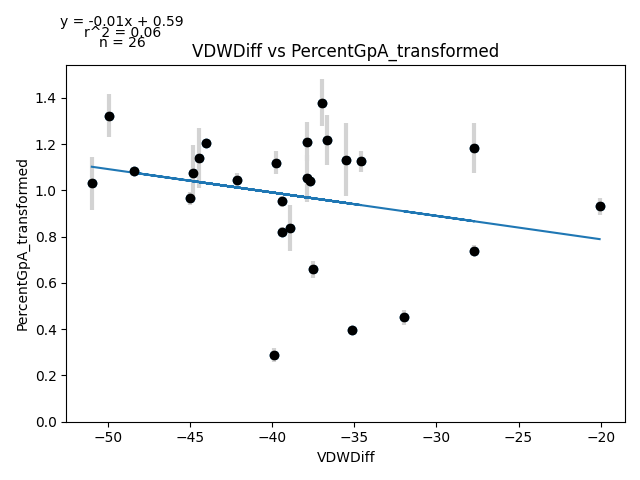 y = -0.01x + 0.59
r^2 = 0.06
n = 26
VDWDiff vs PercentGpA_transformed
PercentGpA_transformed
1.4
1.2
1.0
0.8
0.6
0.4
0.2
0.0
−50
−45
−40
−35
−30
−25
−20
VDWDiff